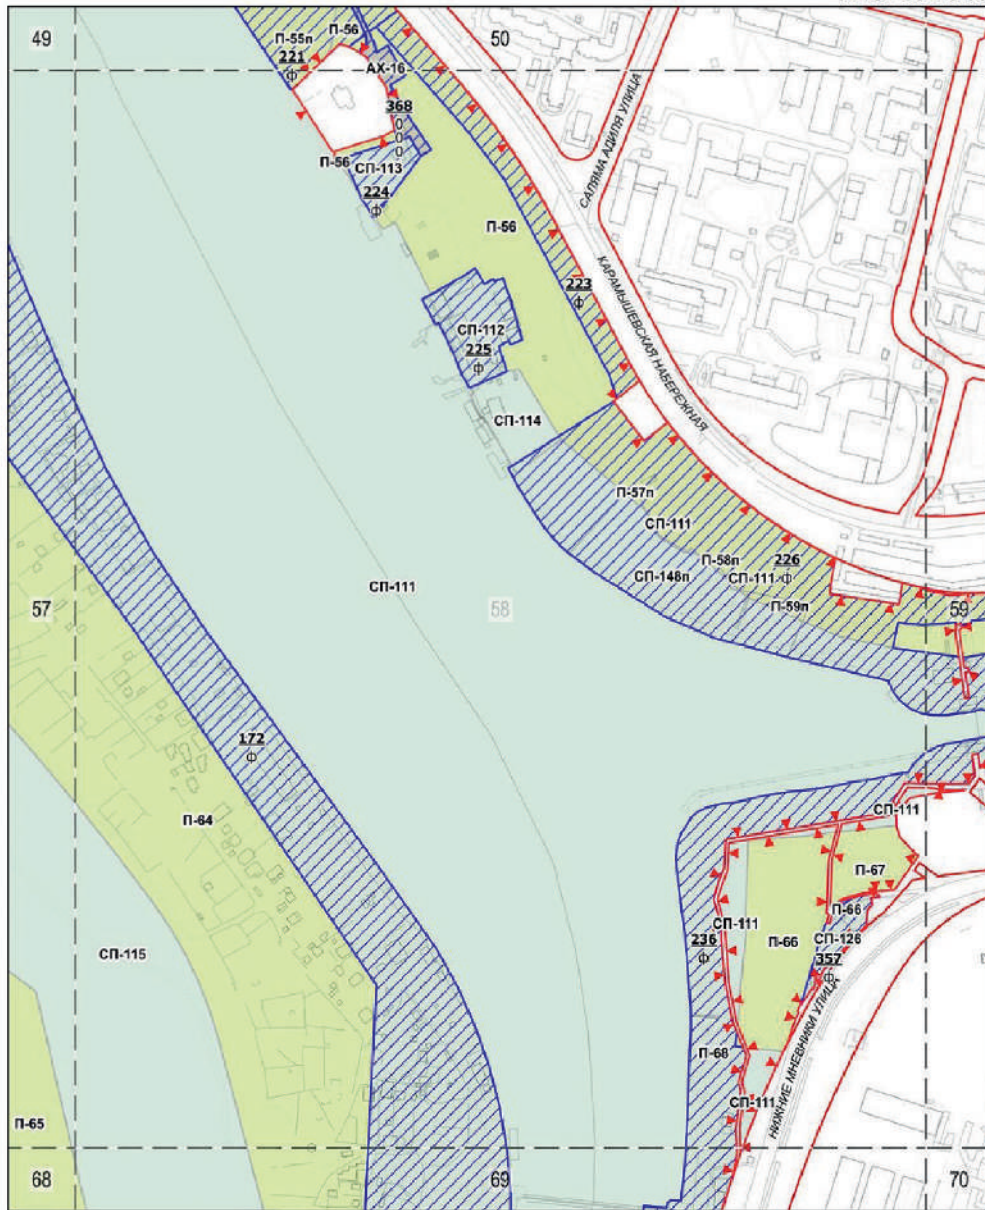 49
50
П-55п
П-56
221
ф
АХ-16
368
0
0
0
П-56
СП-113
224
ф
П-56
САЛЯМА АДИЛЯ УЛИЦА
КАРАМЫШЕВСКАЯ НАБЕРЕЖНАЯ
223
ф
СП-112
225
ф
СП-114
П-57п
СП-111
П-58п
226
СП-148п
СП-111
ф
П-59п
СП-111
57
58
59
172
ф
П-64
СП-111
П-67
СП-111
П-66
236
ф
П-66
СП-126
357
ф
СП-115
П-68
СП-111
НИЖНИЕ МНЕВНИКИ УЛИЦА
П-65
68
69
70